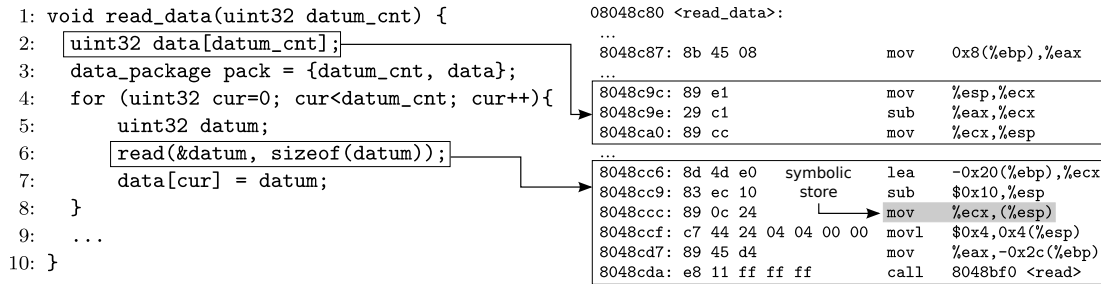 1: void read_data(uint32 datum_cnt) {
2: uint32 data[datum_cnt];
3: data_package pack = {datum_cnt, data};
4: for (uint32 cur=0; cur<datum_cnt; cur++){
5: uint32 datum;
6: read(&datum, sizeof(datum));
7: data[cur] = datum;
8: }
9: ...
10: }
08048c80 <read_data>:
...
8048c87: 8b 45 08 mov 0x8(%ebp),%eax
...
8048c9c: 89 e1 mov %esp,%ecx
8048c9e: 29 c1 sub %eax,%ecx
8048ca0: 89 cc mov %ecx,%esp
...
8048cc6: 8d 4d e0 lea -0x20(%ebp),%ecx
8048cc9: 83 ec 10 sub $0x10,%esp
8048ccc: 89 0c 24 mov %ecx,(%esp)
8048ccf: c7 44 24 04 04 00 00 movl $0x4,0x4(%esp)
8048cd7: 89 45 d4 mov %eax,-0x2c(%ebp)
8048cda: e8 11 ff ff ff call 8048bf0 <read>
symbolic
store